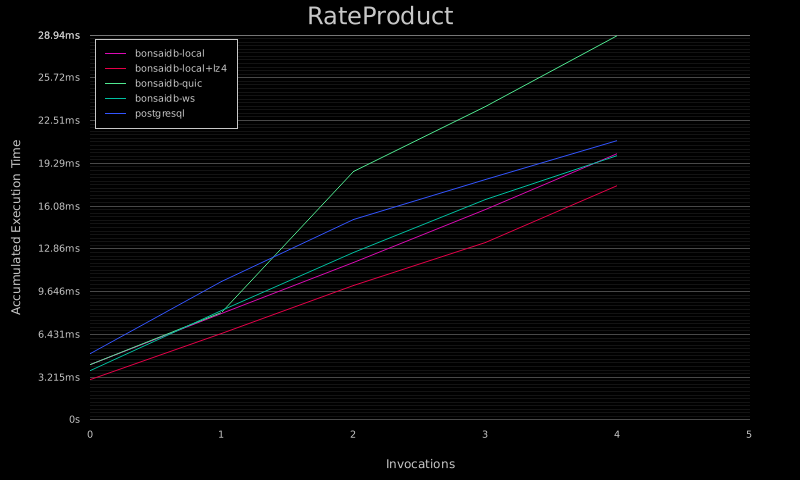 RateProduct
28.94ms
25.72ms
22.51ms
19.29ms
16.08ms
12.86ms
9.646ms
6.431ms
3.215ms
0s
Accumulated Execution Time
bonsaidb-local
bonsaidb-local+lz4
bonsaidb-quic
bonsaidb-ws
postgresql
0 1 2 3 4 5
Invocations